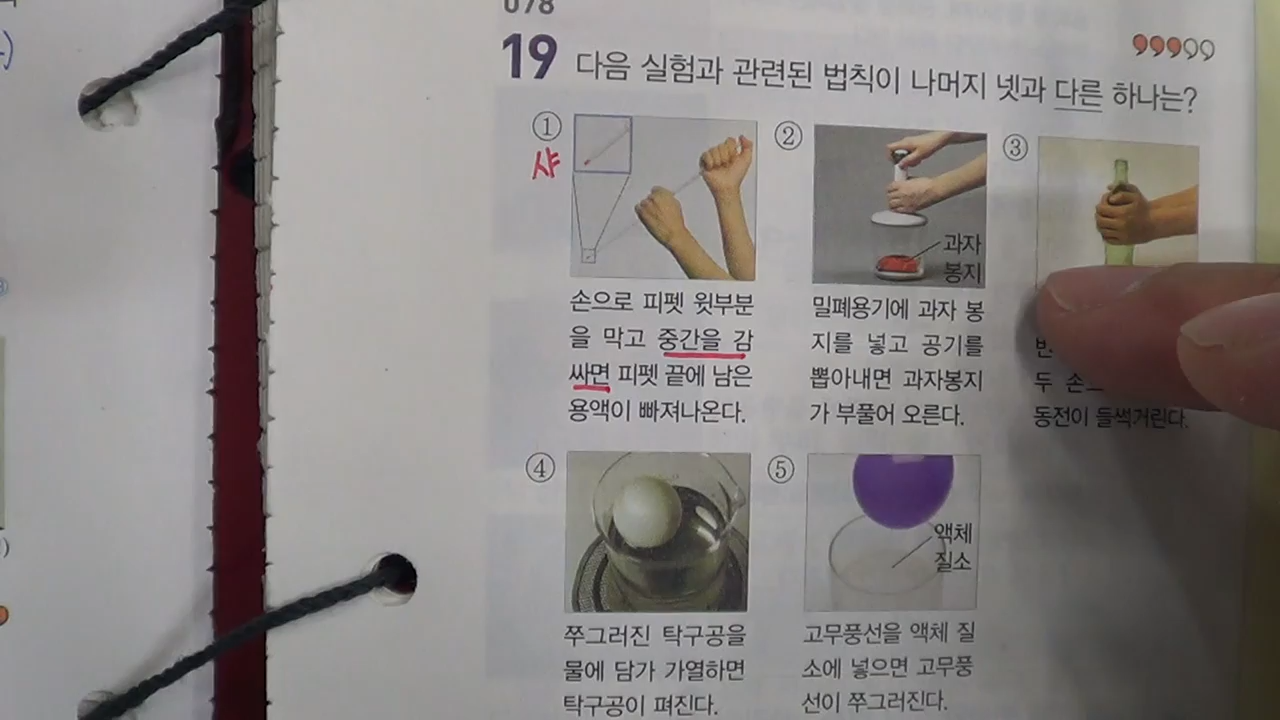 078
19 다음 실험과 관련된 법칙이 나머지 넷과 다른 하나는?
①
샤
손으로 피펫 윗부분
을 막고 중간을 감
싸면 피펫 끝에 남은
용액이 빠져나온다.
②
과자
봉지
밀폐용기에 과자 봉
지를 넣고 공기를
뽑아내면 과자봉지
가 부풀어 오른다.
③
두 손
동전이 들썩거린다.
④
쭈그러진 탁구공을
물에 담가 가열하면
탁구공이 펴진다.
⑤
액체
질소
고무풍선을 액체 질
소에 넣으면 고무풍
선이 쭈그러진다.